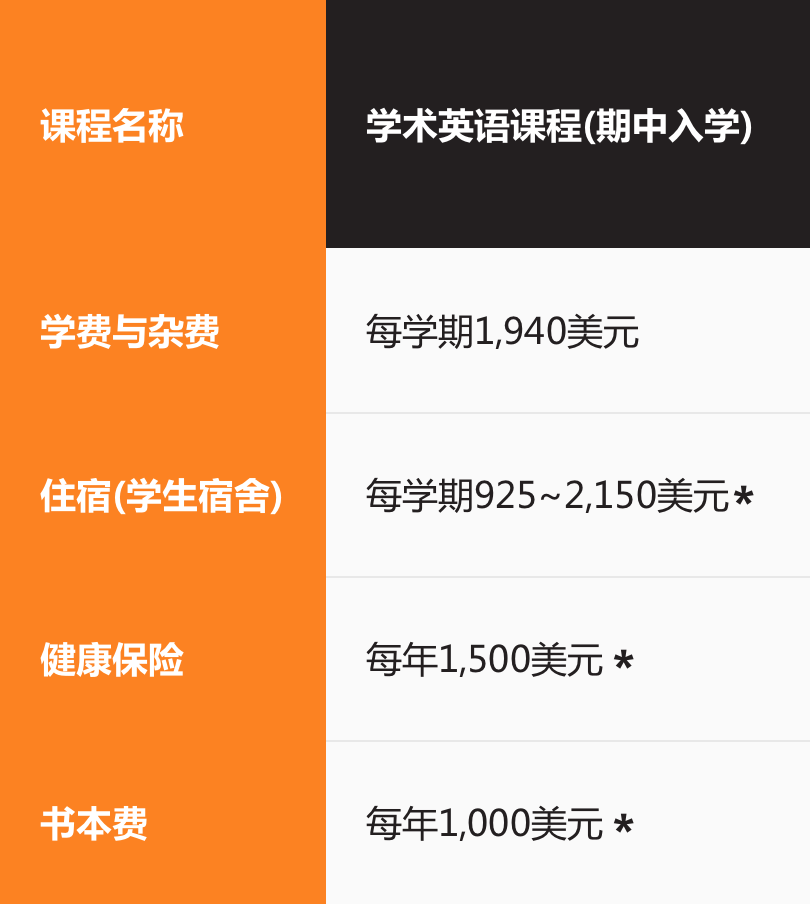 课程名称
学术英语课程(期中入学)
学费与杂费
每学期1,940美元
住宿(学生宿舍)
每学期925~2,150美元*
健康保险
每年1,500美元 *
书本费
每年1,000美元 *